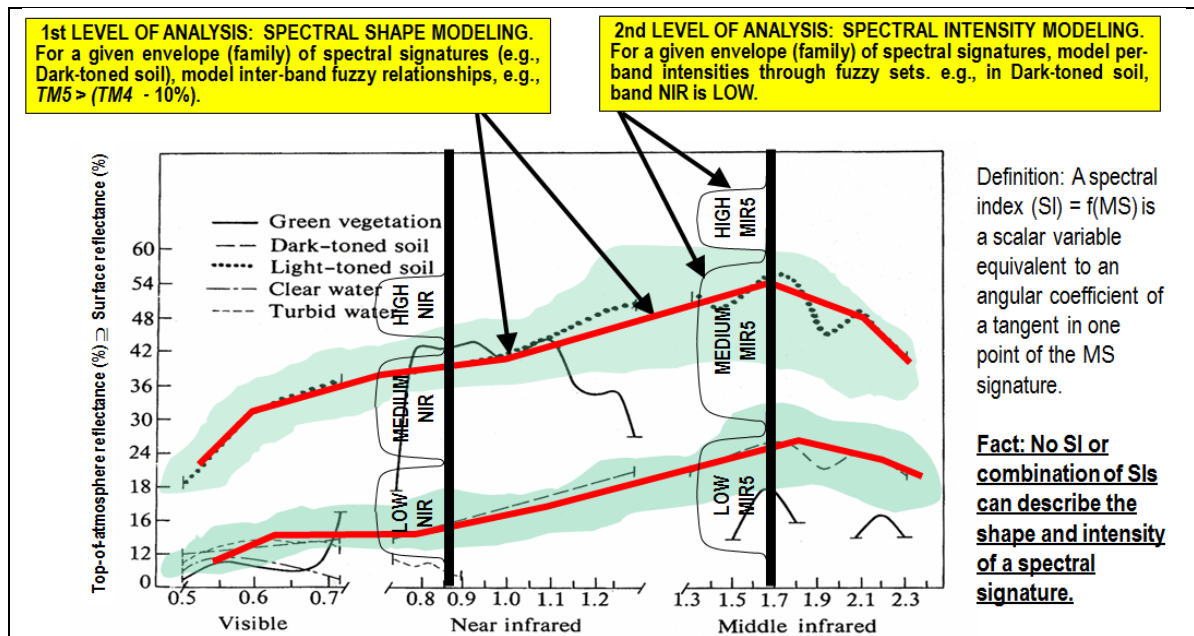 1st LEVEL OF ANALYSIS: SPECTRAL SHAPE MODELING.
For a given envelope (family) of spectral signatures (e.g.,
Dark-toned soil), model inter-band fuzzy relationships, e.g.,
TM5 > (TM4 - 10%).
2nd LEVEL OF ANALYSIS: SPECTRAL INTENSITY MODELING.
For a given envelope (family) of spectral signatures, model per-
band intensities through fuzzy sets. e.g., in Dark-toned soil,
band NIR is LOW.
Top-of-atmosphere reflectance (%) ⊇ Surface reflectance (%)
Green vegetation
Dark-toned soil
Light-toned soil
Clear water
Turbid water
60
54
48
42
36
30
24
18
16
12
0
HIGH
NIR
MEDIUM
NIR
LOW
NIR
HIGH
MIR5
MEDIUM
MIR5
LOW
MIR5
0.5 0.6 0.7 0.8 0.9 1.0 1.1 1.2 1.3 1.5 1.7 1.9 2.1 2.3
Visible Near infrared Middle infrared
Definition: A spectral
index (SI) = f(MS) is
a scalar variable
equivalent to an
angular coefficient of
a tangent in one
point of the MS
signature.
Fact: No SI or
combination of SIs
can describe the
shape and intensity
of a spectral
signature.